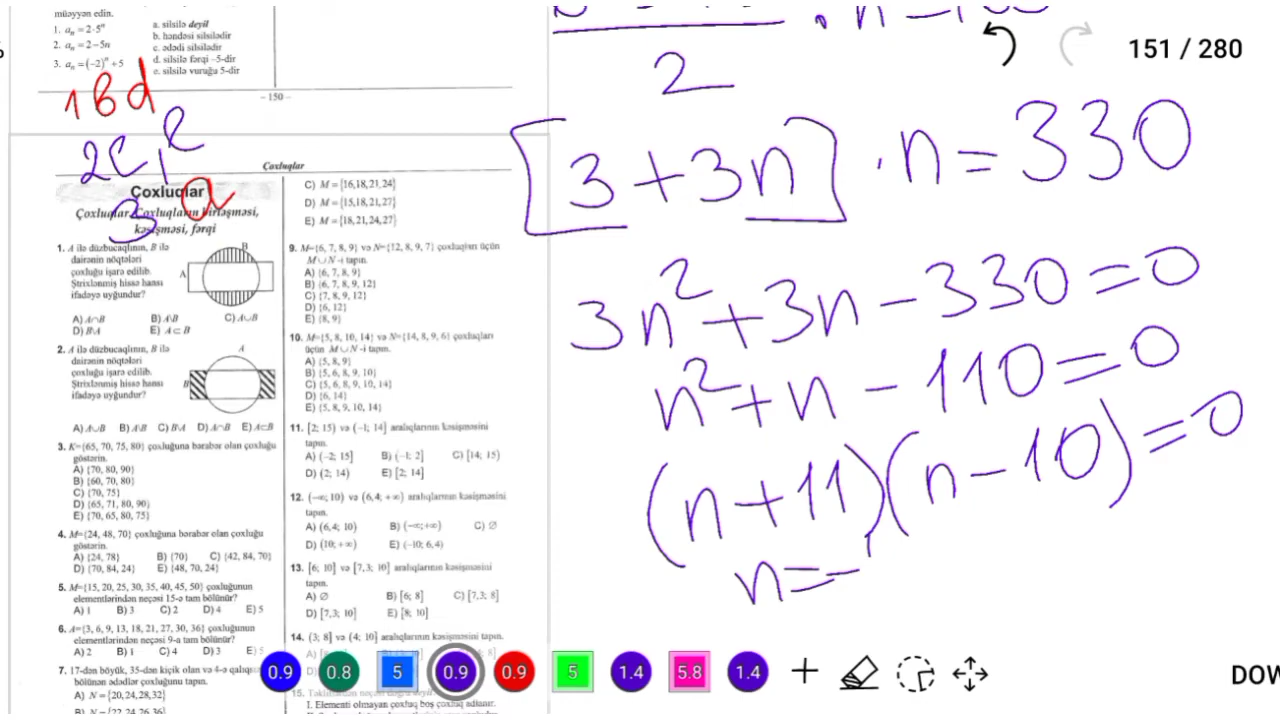 müəyyən edin.
1. aₙ = 2·5ⁿ
2. aₙ = 2−5n
3. aₙ = (−2)ⁿ + 5
a. silsilə deyil
b. həndəsi silsilədir
c. ədədi silsilədir
d. silsilə fərqi −5-dir
e. silsilə vuruğu 5-dir
1 b d
2 c, e
3 a
– 150 –
Çoxluqlar
Çoxluqlar
Çoxluqlar. Çoxluqların birləşməsi,
kəsişməsi, fərqi
1. A ilə düzbucaqlının, B ilə
dairənin nöqtələri
çoxluğu işarə edilib.
Ştrixlənmiş hissə hansı
ifadəyə uyğundur?
A
B
A) A∩B B) A\B C) A∪B
D) B\A E) A⊂B
2. A ilə düzbucaqlının, B ilə
dairənin nöqtələri
çoxluğu işarə edilib.
Ştrixlənmiş hissə hansı
ifadəyə uyğundur?
A
B
A) A∪B B) A\B C) B\A D) A∩B E) A⊂B
3. K={65, 70, 75, 80} çoxluğuna bərabər olan çoxluğu
göstərin.
A) {70, 80, 90}
B) {60, 70, 80}
C) {70, 75}
D) {65, 71, 80, 90}
E) {70, 65, 80, 75}
4. M={24, 48, 70} çoxluğuna bərabər olan çoxluğu
göstərin.
A) {24, 78} B) {70} C) {42, 84, 70}
D) {70, 84, 24} E) {48, 70, 24}
5. M={15, 20, 25, 30, 35, 40, 45, 50} çoxluğunun
elementlərindən neçəsi 15-ə tam bölünür?
A) 1 B) 3 C) 2 D) 4 E) 5
6. A={3, 6, 9, 13, 18, 21, 27, 30, 36} çoxluğunun
elementlərindən neçəsi 9-a tam bölünür?
A) 2 B) 1 C) 4 D) 3 E) 5
7. 17-dən böyük, 35-dən kiçik olan və 4-ə
bölünən ədədlər çoxluğunu tapın.
A) N = {20, 24, 28, 32}
B) N = {22, 24, 26, 36}
C) M = {16, 18, 21, 24}
D) M = {15, 18, 21, 27}
E) M = {18, 21, 24, 27}
9. M={6, 7, 8, 9} və N={12, 8, 9, 7} çoxluqları üçün
M∪N-i tapın.
A) {6, 7, 8, 9}
B) {6, 7, 8, 9, 12}
C) {7, 8, 9, 12}
D) {6, 12}
E) {8, 9}
10. M={5, 8, 10, 14} və N={14, 8, 9, 6} çoxluqları
üçün M∪N-i tapın.
A) {5, 8, 9}
B) {5, 6, 8, 9, 10}
C) {5, 6, 8, 9, 10, 14}
D) {6, 14}
E) {5, 8, 9, 10, 14}
11. [2; 15) və (−1; 14] aralıqlarının kəsişməsini
tapın.
A) (−2; 15] B) (−1; 2] C) [14; 15)
D) (2; 14) E) [2; 14]
12. (−∞; 10) və (6,4; +∞) aralıqlarının kəsişməsini
tapın.
A) (6,4; 10) B) (−∞; +∞) C) ∅
D) (10; +∞) E) (−10; 6,4)
13. [6; 10] və [7,3; 10] aralıqlarının kəsişməsini
tapın.
A) ∅ B) [6; 8] C) [7,3; 8]
D) [7,3; 10] E) [8; 10]
14. (3; 8] və (4; 10] aralıqlarının kəsişməsini tapın.
I. Elementi olmayan çoxluq boş çoxluq adlanır.
2
[3 + 3n] · n = 330
3n² + 3n − 330 = 0
n² + n − 110 = 0
(n + 11)(n − 10) = 0
n = −
151 / 280
0.9 0.8 5 0.9 0.9 5 1.4 5.8 1.4